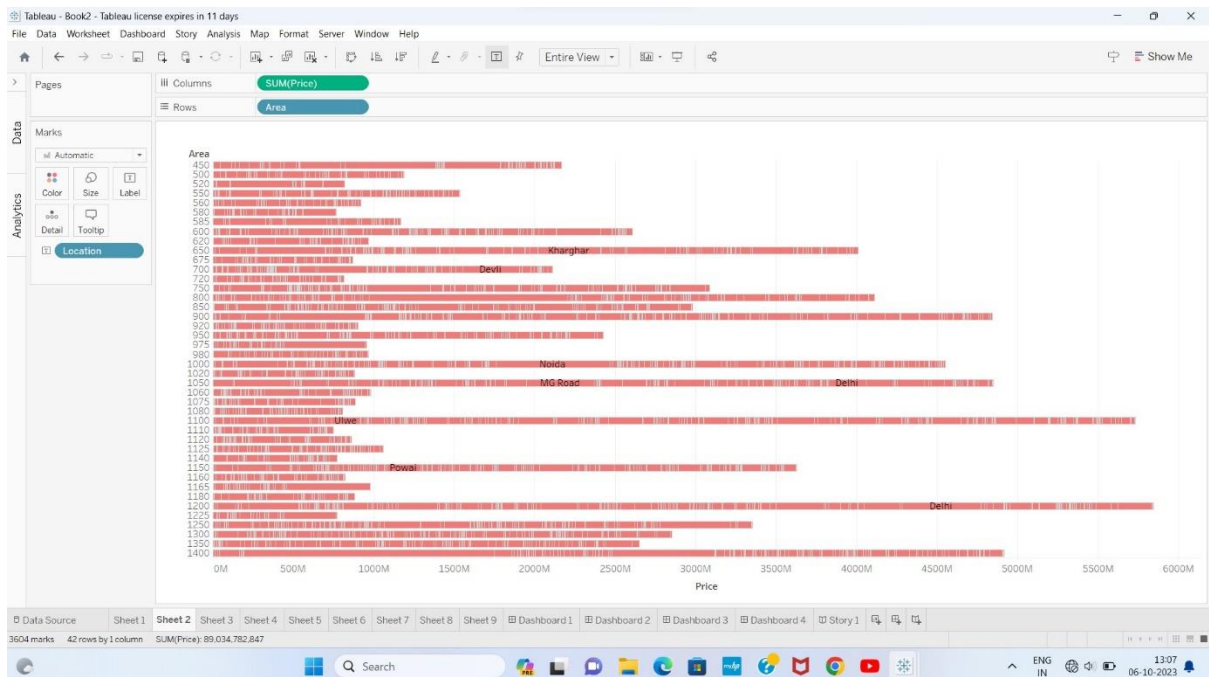 Tableau - Book2 - Tableau license expires in 11 days
File Data Worksheet Dashboard Story Analysis Map Format Server Window Help
Entire View
Show Me
Pages
Columns SUM(Price)
Rows Area
Data
Analytics
Marks
Automatic
Color Size Label
Detail Tooltip
Location
Area
450
500
520
550
560
580
585
600
620
650 Kharghar
675
700 Devli
720
750
800
850
900
920
950
975
980
1000 Noida
1020
1050 MG Road Delhi
1060
1075
1080
1100 Ulwe
1110
1120
1125
1140
1150 Powai
1160
1165
1180
1200 Delhi
1225
1250
1300
1350
1400
0M 500M 1000M 1500M 2000M 2500M 3000M 3500M 4000M 4500M 5000M 5500M 6000M
Price
Data Source Sheet 1 Sheet 2 Sheet 3 Sheet 4 Sheet 5 Sheet 6 Sheet 7 Sheet 8 Sheet 9 Dashboard 1 Dashboard 2 Dashboard 3 Dashboard 4 Story 1
3604 marks 42 rows by 1 column SUM(Price): 89,034,782,847
Search
PRE
ENG
IN
13:07
06-10-2023